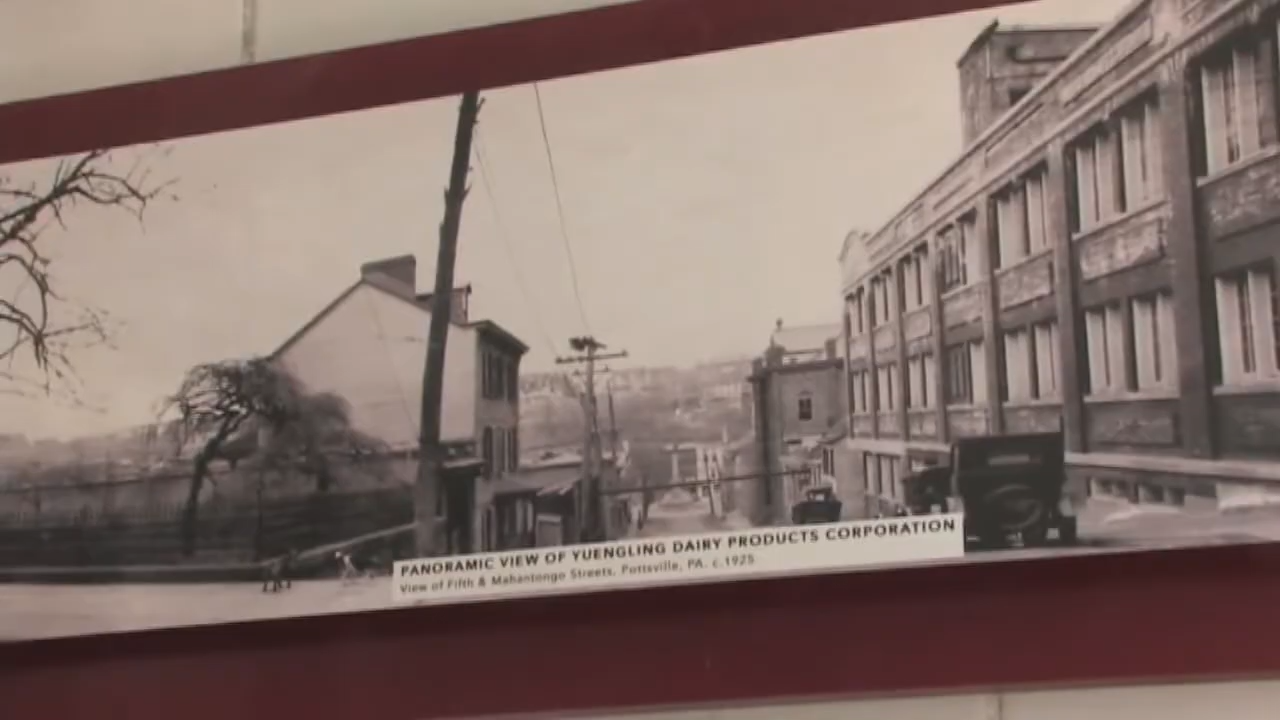 PANORAMIC VIEW OF YUENGLING DAIRY PRODUCTS CORPORATION
View of Fifth & Mahantongo Streets, Pottsville, PA. c.1925